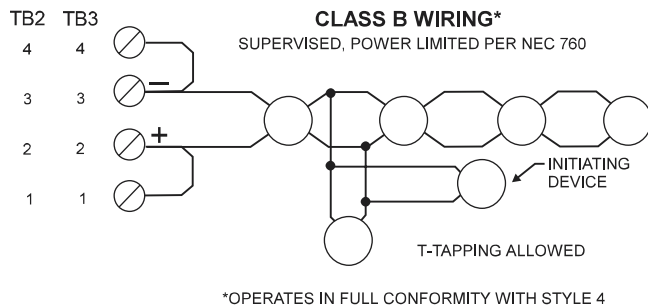 TB2 TB3
CLASS B WIRING*
SUPERVISED, POWER LIMITED PER NEC 760
4 4
3 3 –
2 2 +
1 1
INITIATING
DEVICE
T-TAPPING ALLOWED
*OPERATES IN FULL CONFORMITY WITH STYLE 4